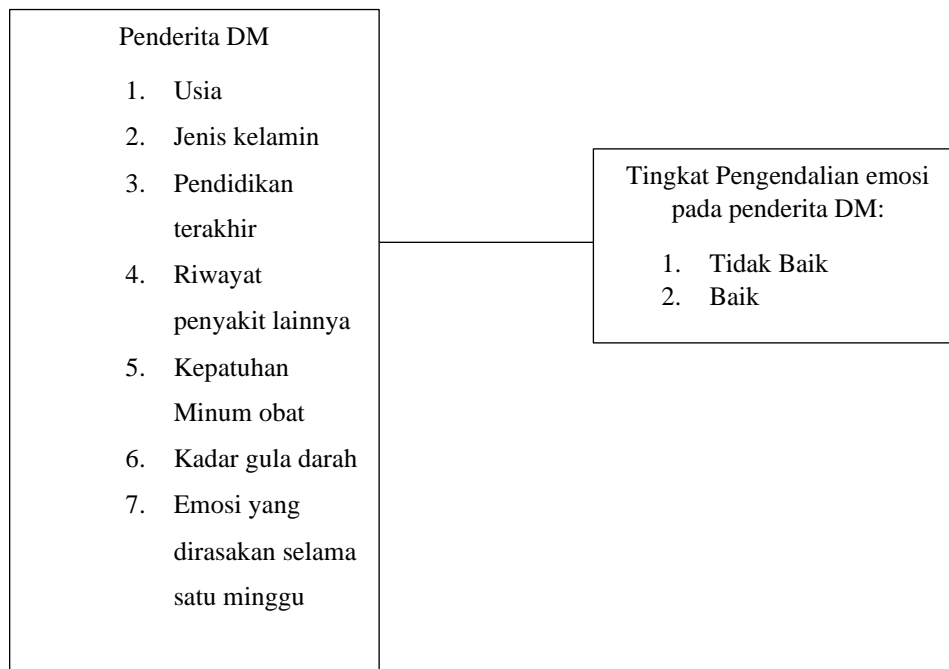 Penderita DM
1. Usia
2. Jenis kelamin
3. Pendidikan
terakhir
4. Riwayat
penyakit lainnya
5. Kepatuhan
Minum obat
6. Kadar gula darah
7. Emosi yang
dirasakan selama
satu minggu
Tingkat Pengendalian emosi
pada penderita DM:
1. Tidak Baik
2. Baik